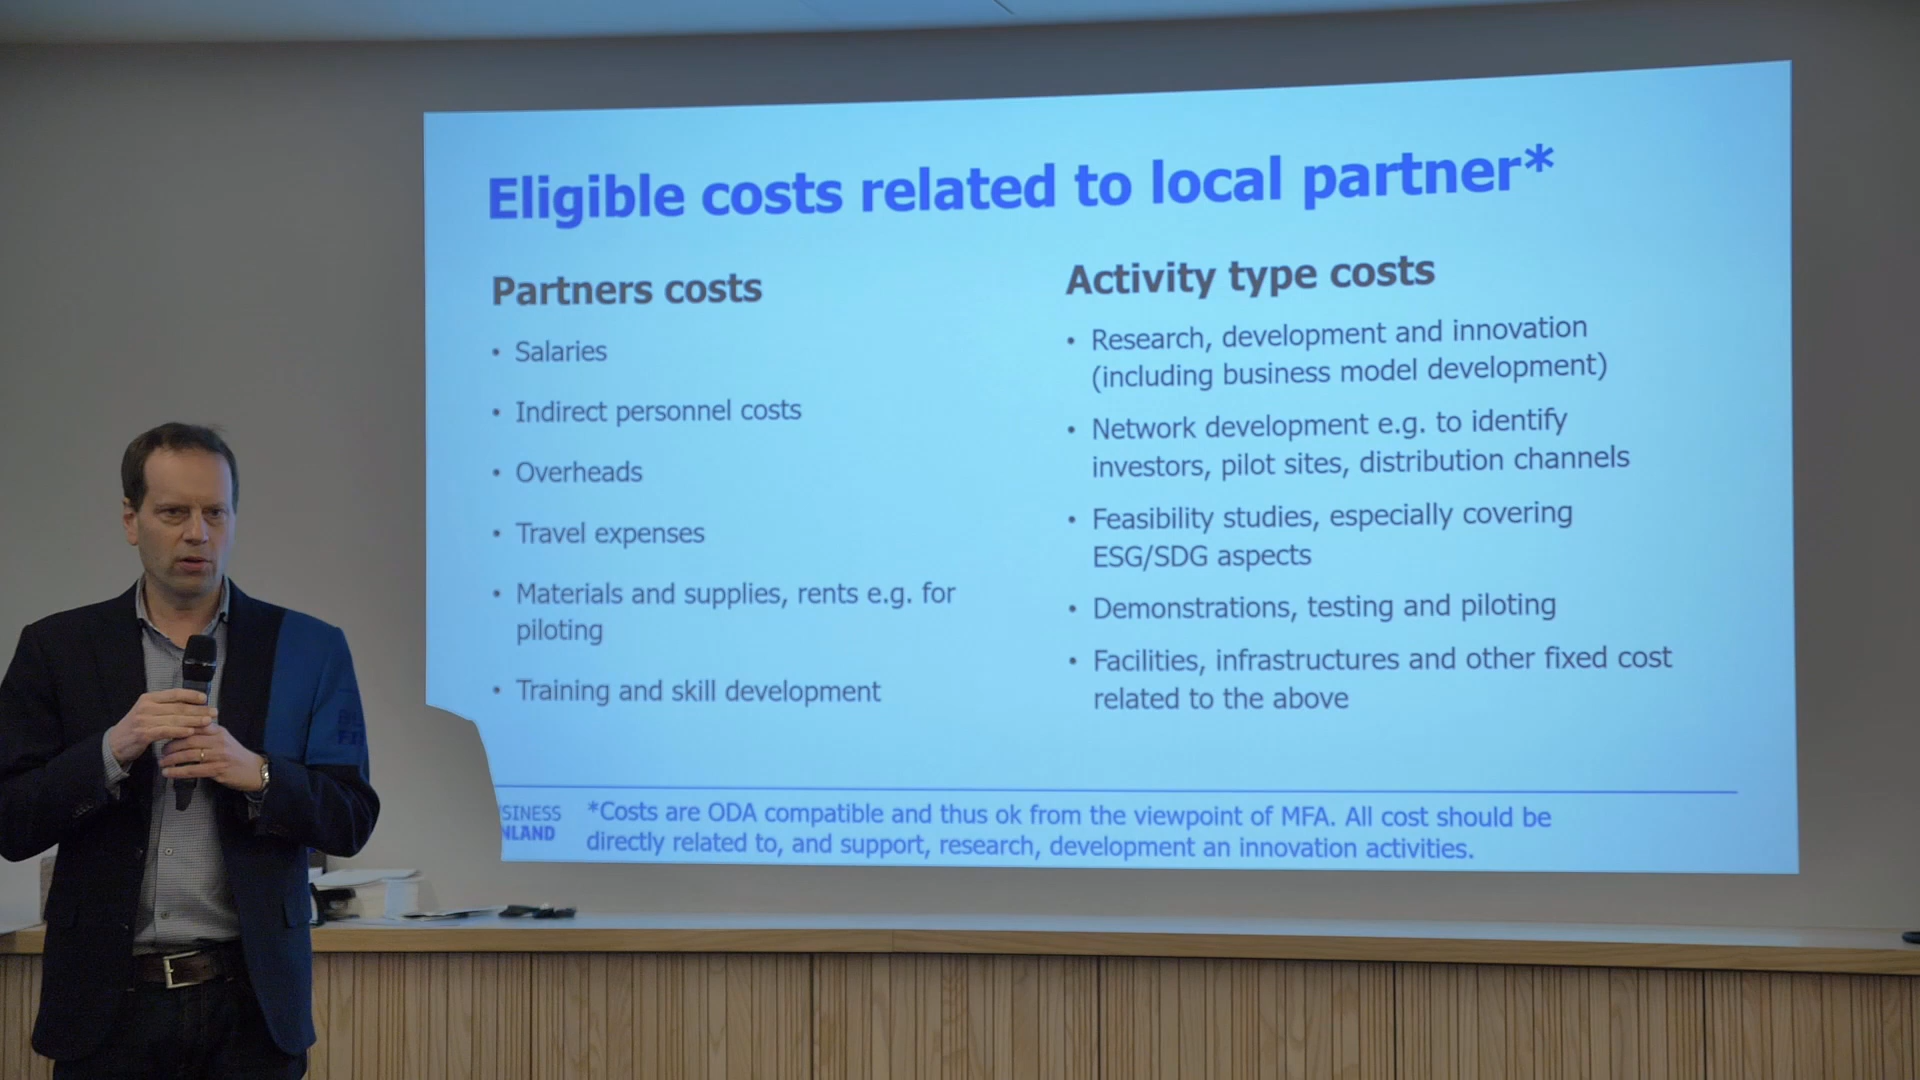 Eligible costs related to local partner*
Partners costs
• Salaries
• Indirect personnel costs
• Overheads
• Travel expenses
• Materials and supplies, rents e.g. for
piloting
• Training and skill development
Activity type costs
• Research, development and innovation
(including business model development)
• Network development e.g. to identify
investors, pilot sites, distribution channels
• Feasibility studies, especially covering
ESG/SDG aspects
• Demonstrations, testing and piloting
• Facilities, infrastructures and other fixed cost
related to the above
SINESS
NLAND
*Costs are ODA compatible and thus ok from the viewpoint of MFA. All cost should be
directly related to, and support, research, development an innovation activities.